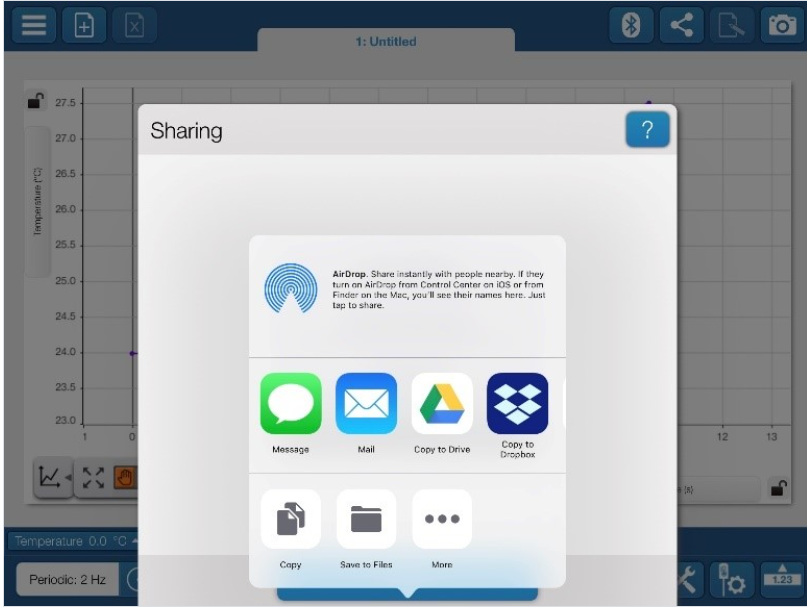 1: Untitled
27.5
27.0
26.5
26.0
25.5
25.0
24.5
24.0
23.5
23.0
Temperature (°C)
1
0
12
13
(s)
Sharing
?
AirDrop. Share instantly with people nearby. If they
turn on AirDrop from Control Center on iOS or from
Finder on the Mac, you'll see their names here. Just
tap to share.
Message
Mail
Copy to Drive
Copy to
Dropbox
Copy
Save to Files
More
Temperature 0.0 °C
Periodic: 2 Hz
1.23